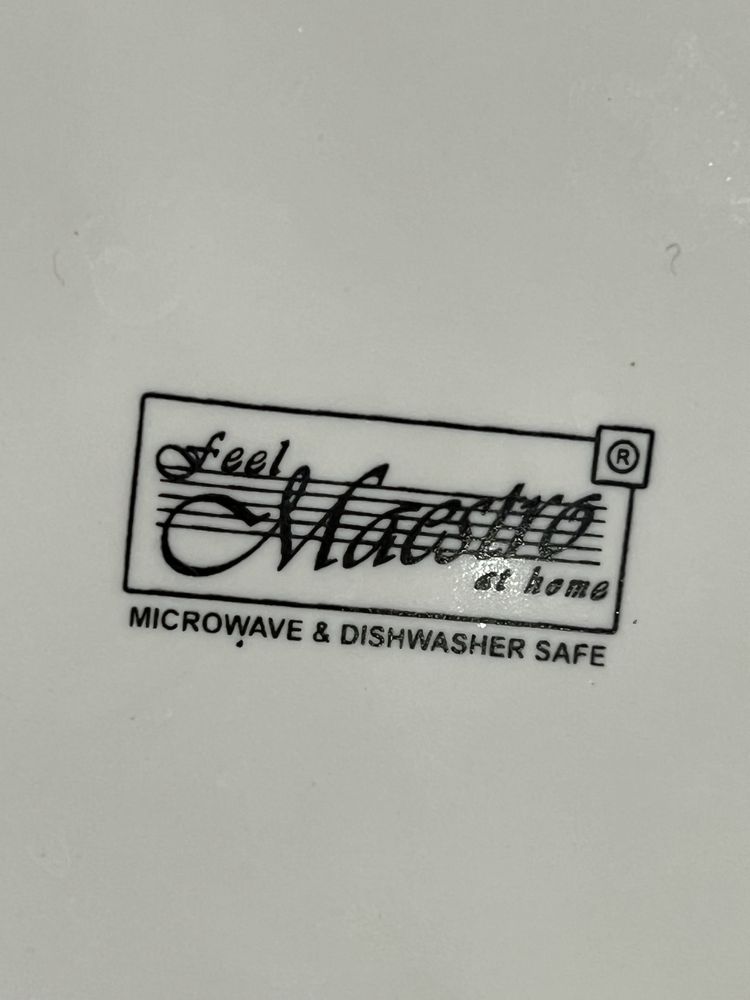 feel
Maestro
at home
®
MICROWAVE & DISHWASHER SAFE